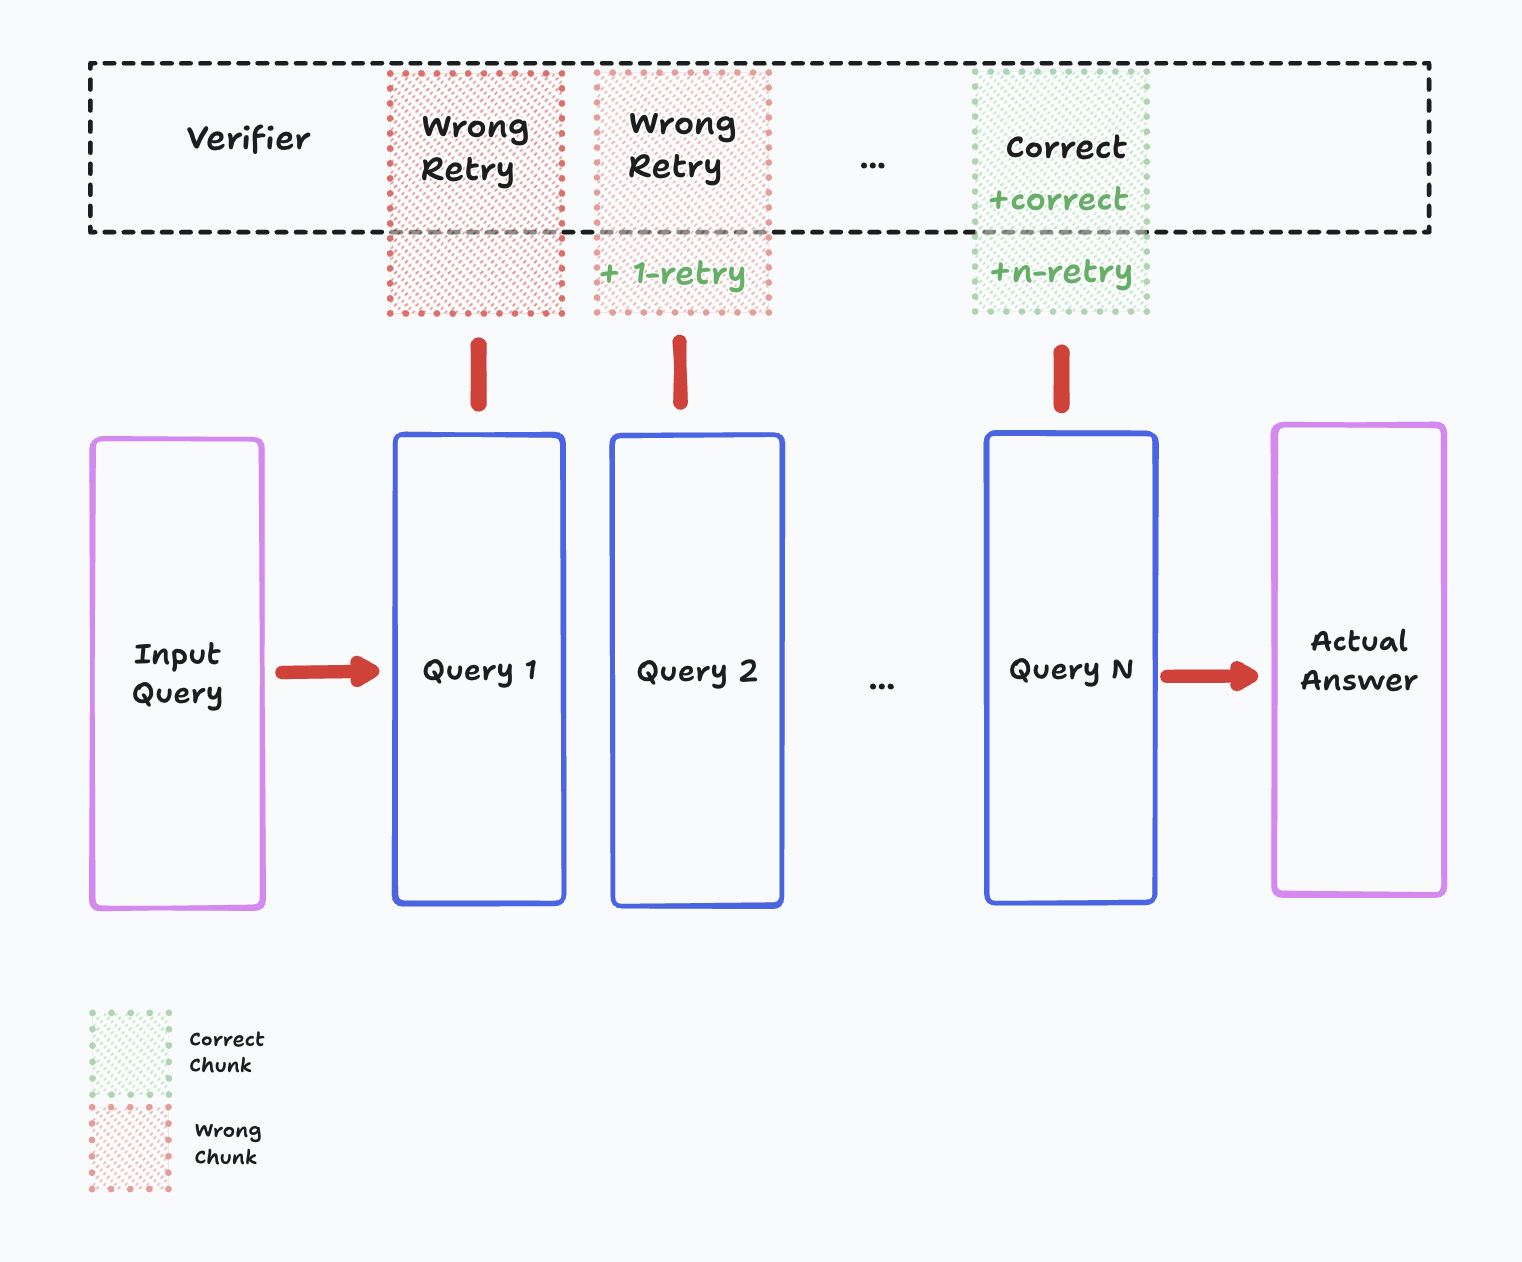 Verifier
Wrong
Retry
Wrong
Retry
+ 1-retry
...
Correct
+correct
+n-retry
Input
Query
Query 1
Query 2
...
Query N
Actual
Answer
Correct
Chunk
Wrong
Chunk